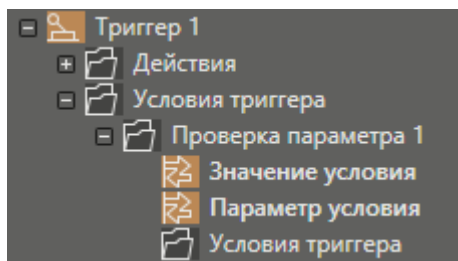 Триггер 1
Действия
Условия триггера
Проверка параметра 1
Значение условия
Параметр условия
Условия триггера